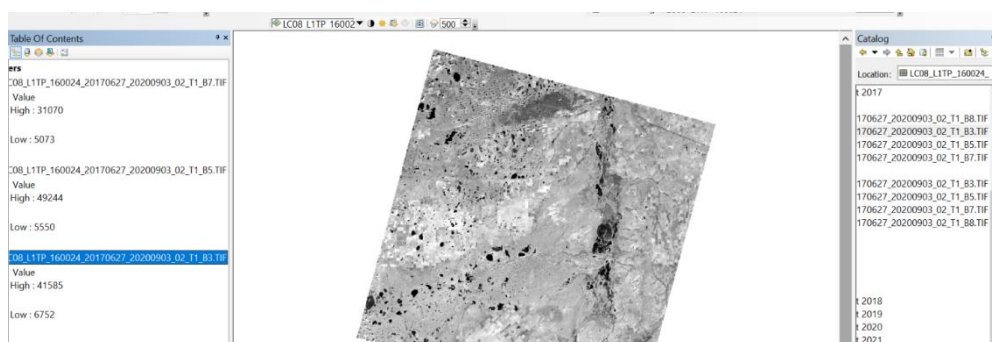 LC08_L1TP_16002
500
Table Of Contents
ers
C08_L1TP_160024_20170627_20200903_02_T1_B7.TIF
Value
High : 31070
Low : 5073
C08_L1TP_160024_20170627_20200903_02_T1_B5.TIF
Value
High : 49244
Low : 5550
C08_L1TP_160024_20170627_20200903_02_T1_B3.TIF
Value
High : 41585
Low : 6752
Catalog
Location: LC08_L1TP_160024_
t 2017
170627_20200903_02_T1_B8.TIF
170627_20200903_02_T1_B3.TIF
170627_20200903_02_T1_B5.TIF
170627_20200903_02_T1_B7.TIF
170627_20200903_02_T1_B3.TIF
170627_20200903_02_T1_B5.TIF
170627_20200903_02_T1_B7.TIF
170627_20200903_02_T1_B8.TIF
t 2018
t 2019
t 2020
t 2021